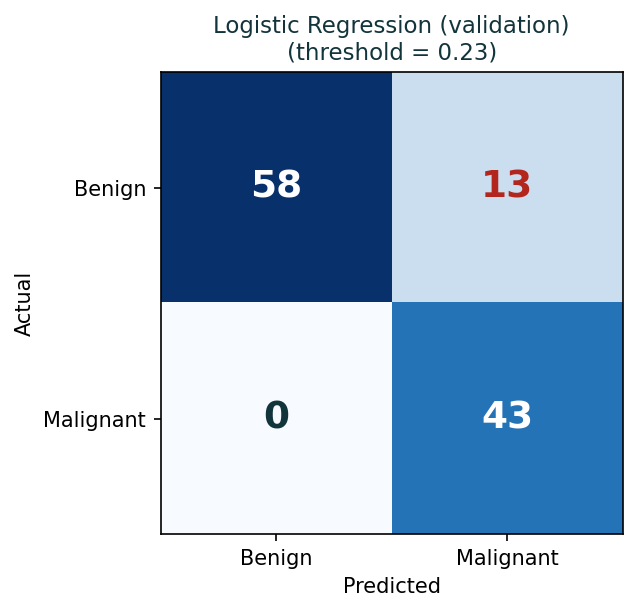 Logistic Regression (validation)
(threshold = 0.23)
Benign
58
13
Actual
Malignant
0
43
Benign
Malignant
Predicted